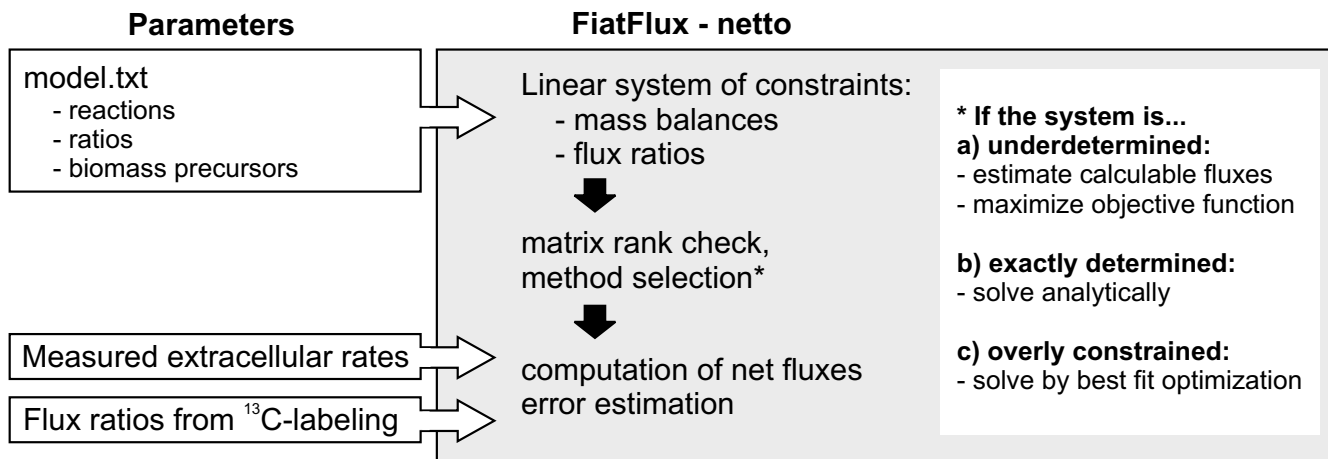 Parameters
model.txt
- reactions
- ratios
- biomass precursors
Measured extracellular rates
Flux ratios from ¹³C-labeling
FiatFlux - netto
Linear system of constraints:
- mass balances
- flux ratios
matrix rank check,
method selection*
computation of net fluxes
error estimation
* If the system is...
a) underdetermined:
- estimate calculable fluxes
- maximize objective function
b) exactly determined:
- solve analytically
c) overly constrained:
- solve by best fit optimization